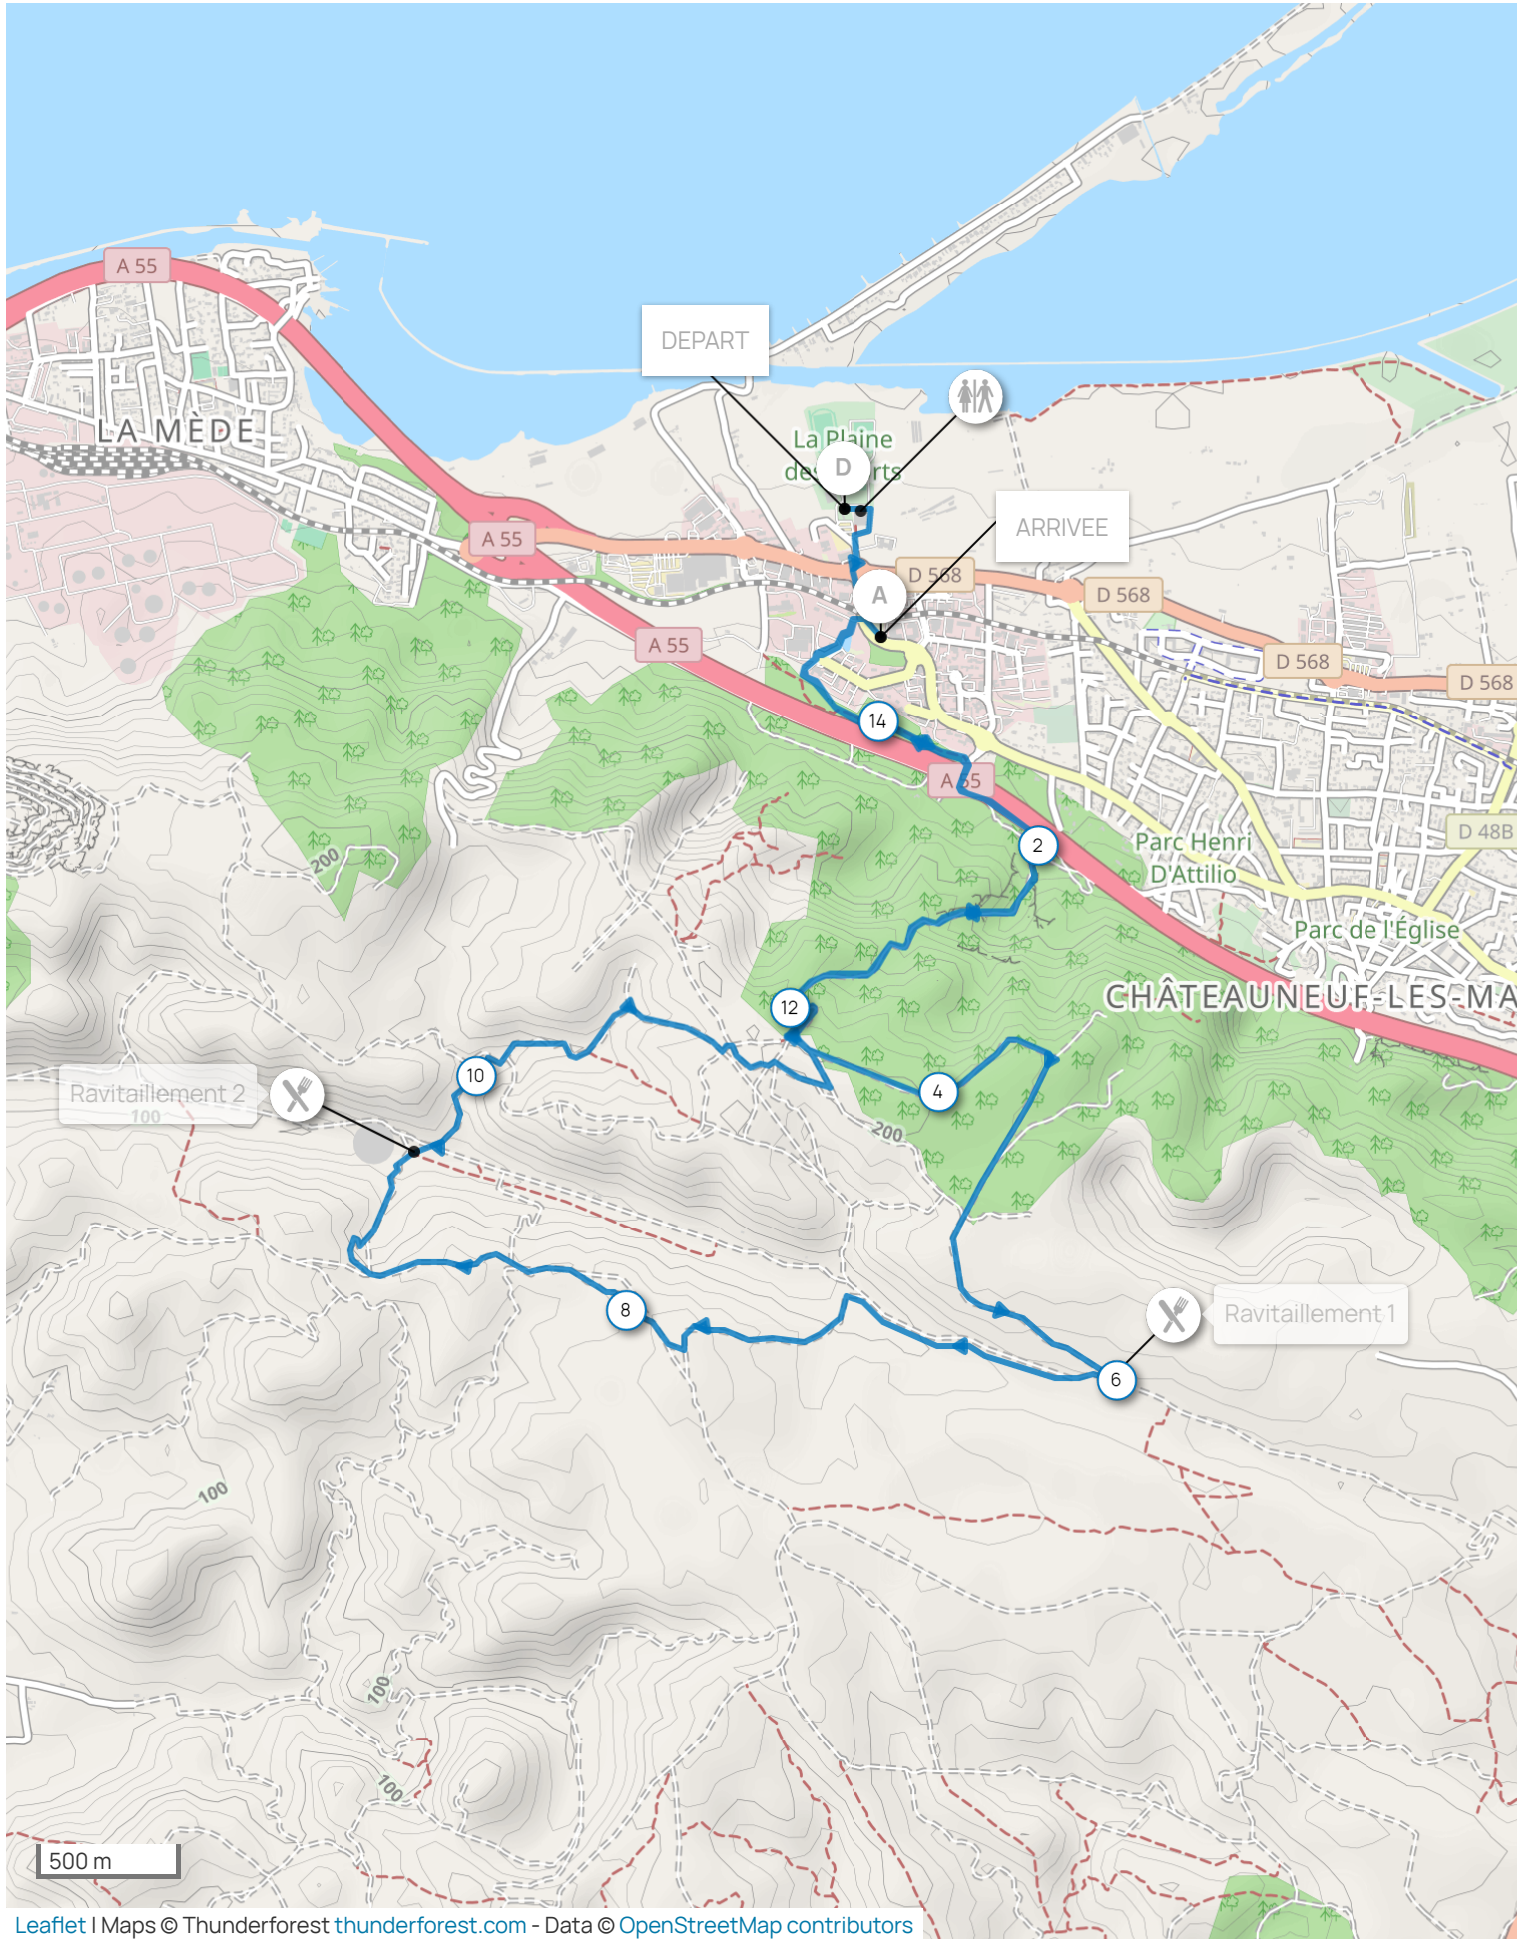 A 55
DEPART
LA MÈDE
La Plaine
des
rts
D
ARRIVEE
A 55
D 568
A
D 568
A 55
D 568
D 568
14
A 55
2
Parc Henri
D'Attilio
D 48B
200
Parc de l'Église
CHÂTEAUNEUF-LES-MA
12
10
Ravitaillement 2
4
100
200
8
Ravitaillement 1
6
100
100
100
500 m
Leaflet | Maps © Thunderforest thunderforest.com - Data © OpenStreetMap contributors